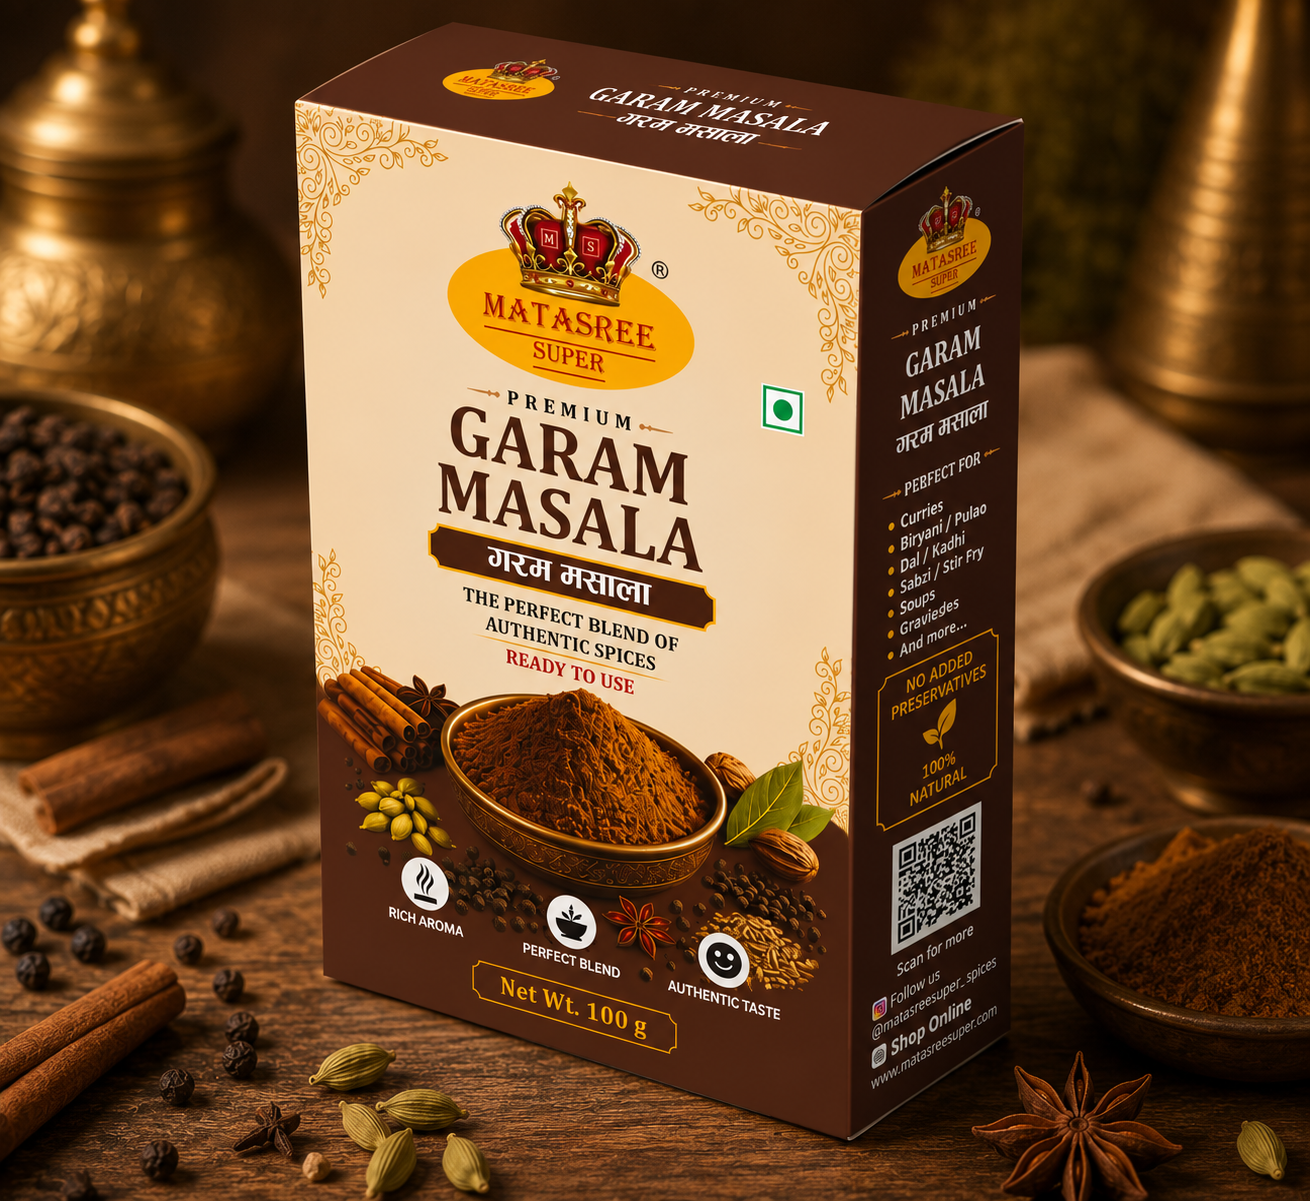 MATASREE
SUPER
PREMIUM
GARAM MASALA
गरम मसाला
M S
®
MATASREE
SUPER
PREMIUM
GARAM
MASALA
गरम मसाला
THE PERFECT BLEND OF
AUTHENTIC SPICES
READY TO USE
RICH AROMA
PERFECT BLEND
AUTHENTIC TASTE
Net Wt. 100 g
MATASREE
SUPER
PREMIUM
GARAM
MASALA
गरम मसाला
PERFECT FOR
Curries
Biryani / Pulao
Dal / Kadhi
Sabzi / Stir Fry
Soups
Graviedes
And more...
NO ADDED
PRESERVATIVES
100%
NATURAL
Scan for more
Follow us
@matasreesuper_spices
Shop Online
www.matasreesuper.com